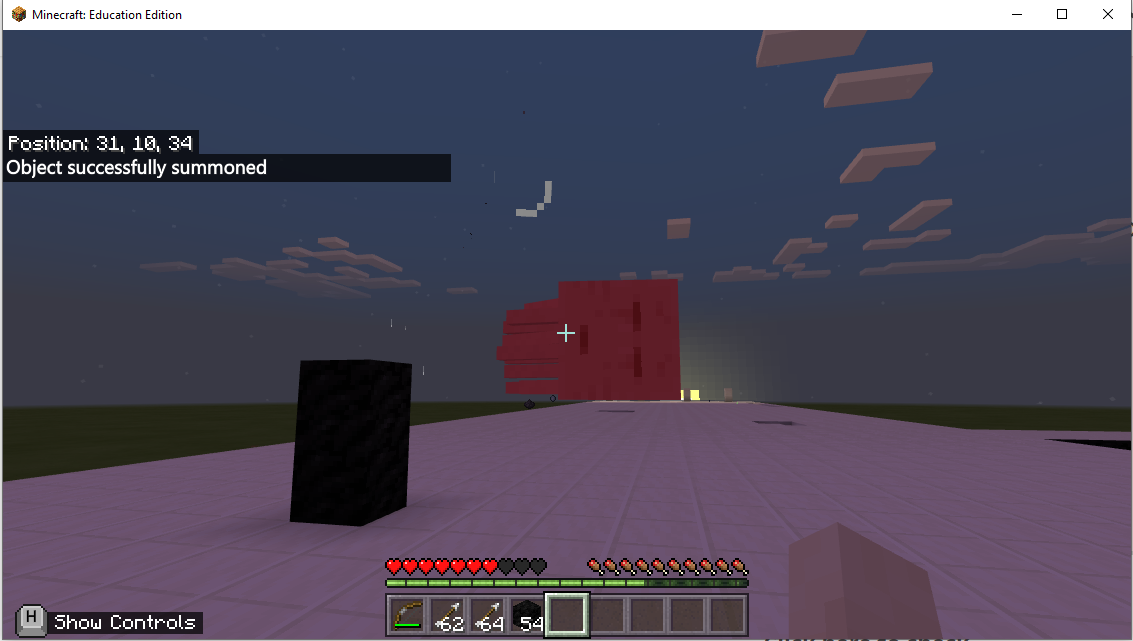 Minecraft: Education Edition
Position: 31, 10, 34
Object successfully summoned
62
64
54
H
Show Controls